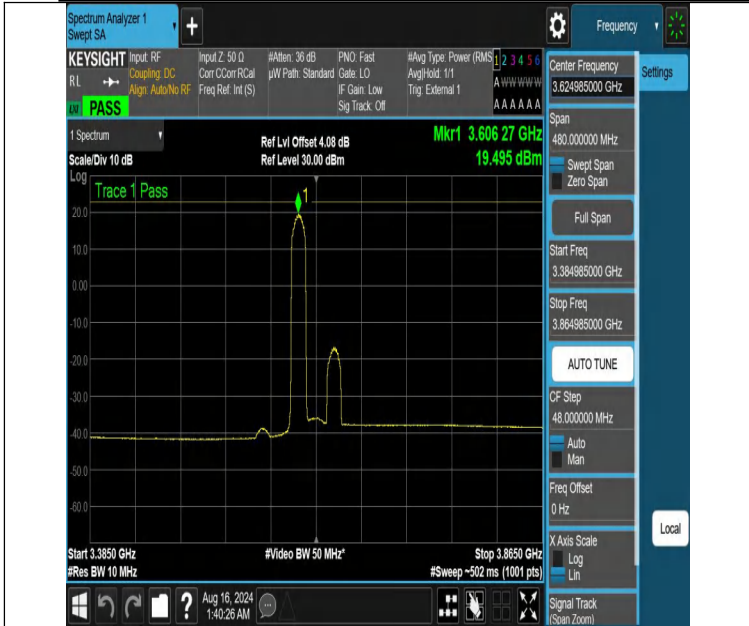 Spectrum Analyzer 1
Swept SA
+
Frequency
KEYSIGHT
RL
PASS
Input: RF
Coupling: DC
Align: Auto/No RF
Input Z: 50 Ω
Corr CCorr RCal
Freq Ref: Int (S)
#Atten: 36 dB
µW Path: Standard
PNO: Fast
Gate: LO
IF Gain: Low
Sig Track: Off
#Avg Type: Power (RMS
Avg|Hold: 1/1
Trig: External 1
1 2 3 4 5 6
A W W W W W
A A A A A A
1 Spectrum
Scale/Div 10 dB
Ref Lvl Offset 4.08 dB
Ref Level 30.00 dBm
Mkr1 3.606 27 GHz
19.495 dBm
Log
Trace 1 Pass
1
20.0
10.0
0.00
-10.0
-20.0
-30.0
-40.0
-50.0
-60.0
Start 3.3850 GHz
#Res BW 10 MHz
#Video BW 50 MHz*
Stop 3.8650 GHz
#Sweep ~502 ms (1001 pts)
Center Frequency
3.624985000 GHz
Settings
Span
480.000000 MHz
Swept Span
Zero Span
Full Span
Start Freq
3.384985000 GHz
Stop Freq
3.864985000 GHz
AUTO TUNE
CF Step
48.000000 MHz
Auto
Man
Freq Offset
0 Hz
X Axis Scale
Log
Lin
Local
Signal Track
(Span Zoom)
?
Aug 16, 2024
1:40:26 AM